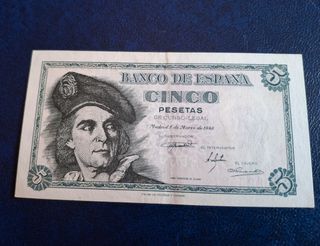 BANCO DE ESPAÑA
CINCO
PESETAS
DE CURSO LEGAL
Madrid 5 de Marzo de 1948
EL GOBERNADOR
EL INTERVENTOR
EL CAJERO
5
5